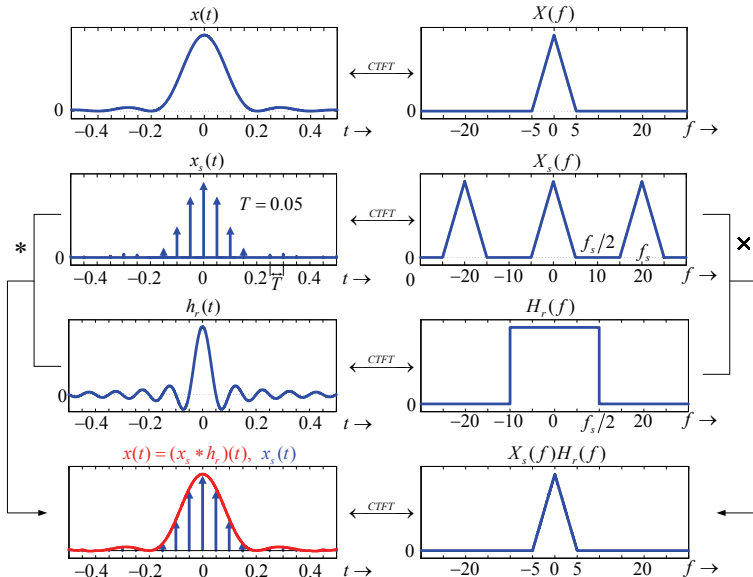 x(t) X(f)
0 CTFT 0
−0.4 −0.2 0 0.2 0.4 t → −20 −5 0 5 20 f →
x_s(t) X_s(f)
T = 0.05 CTFT
* f_s/2 f_s ×
0 0
T
−0.4 −0.2 0 0.2 0.4 t → −20 −10 0 10 20 f →
h_r(t) H_r(f)
CTFT
0 0
−0.4 −0.2 0 0.2 0.4 t → −20 −10 0 f_s/2 20 f →
x(t) = (x_s * h_r)(t), x_s(t) X_s(f)H_r(f)
CTFT
0 0
−0.4 −0.2 0 0.2 0.4 t → −20 −5 0 5 20 f →